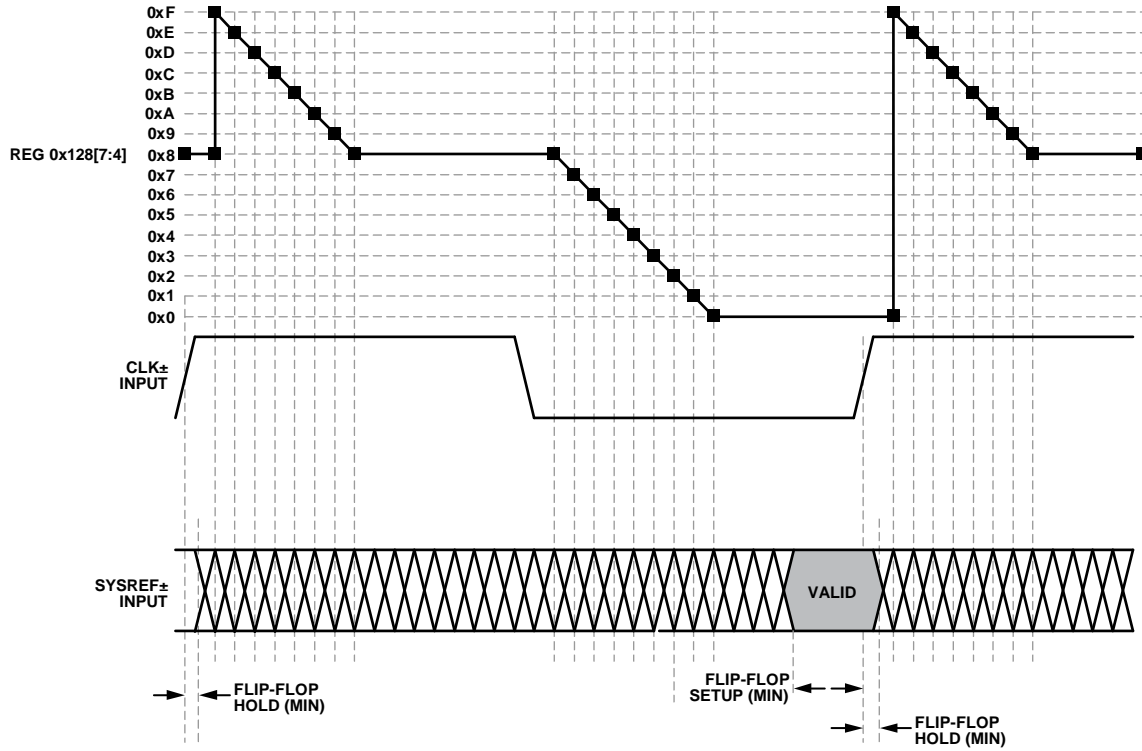 0xF
0xE
0xD
0xC
0xB
0xA
0x9
REG 0x128[7:4] 0x8
0x7
0x6
0x5
0x4
0x3
0x2
0x1
0x0
CLK±
INPUT
SYSREF±
INPUT
VALID
FLIP-FLOP
HOLD (MIN)
FLIP-FLOP
SETUP (MIN)
FLIP-FLOP
HOLD (MIN)